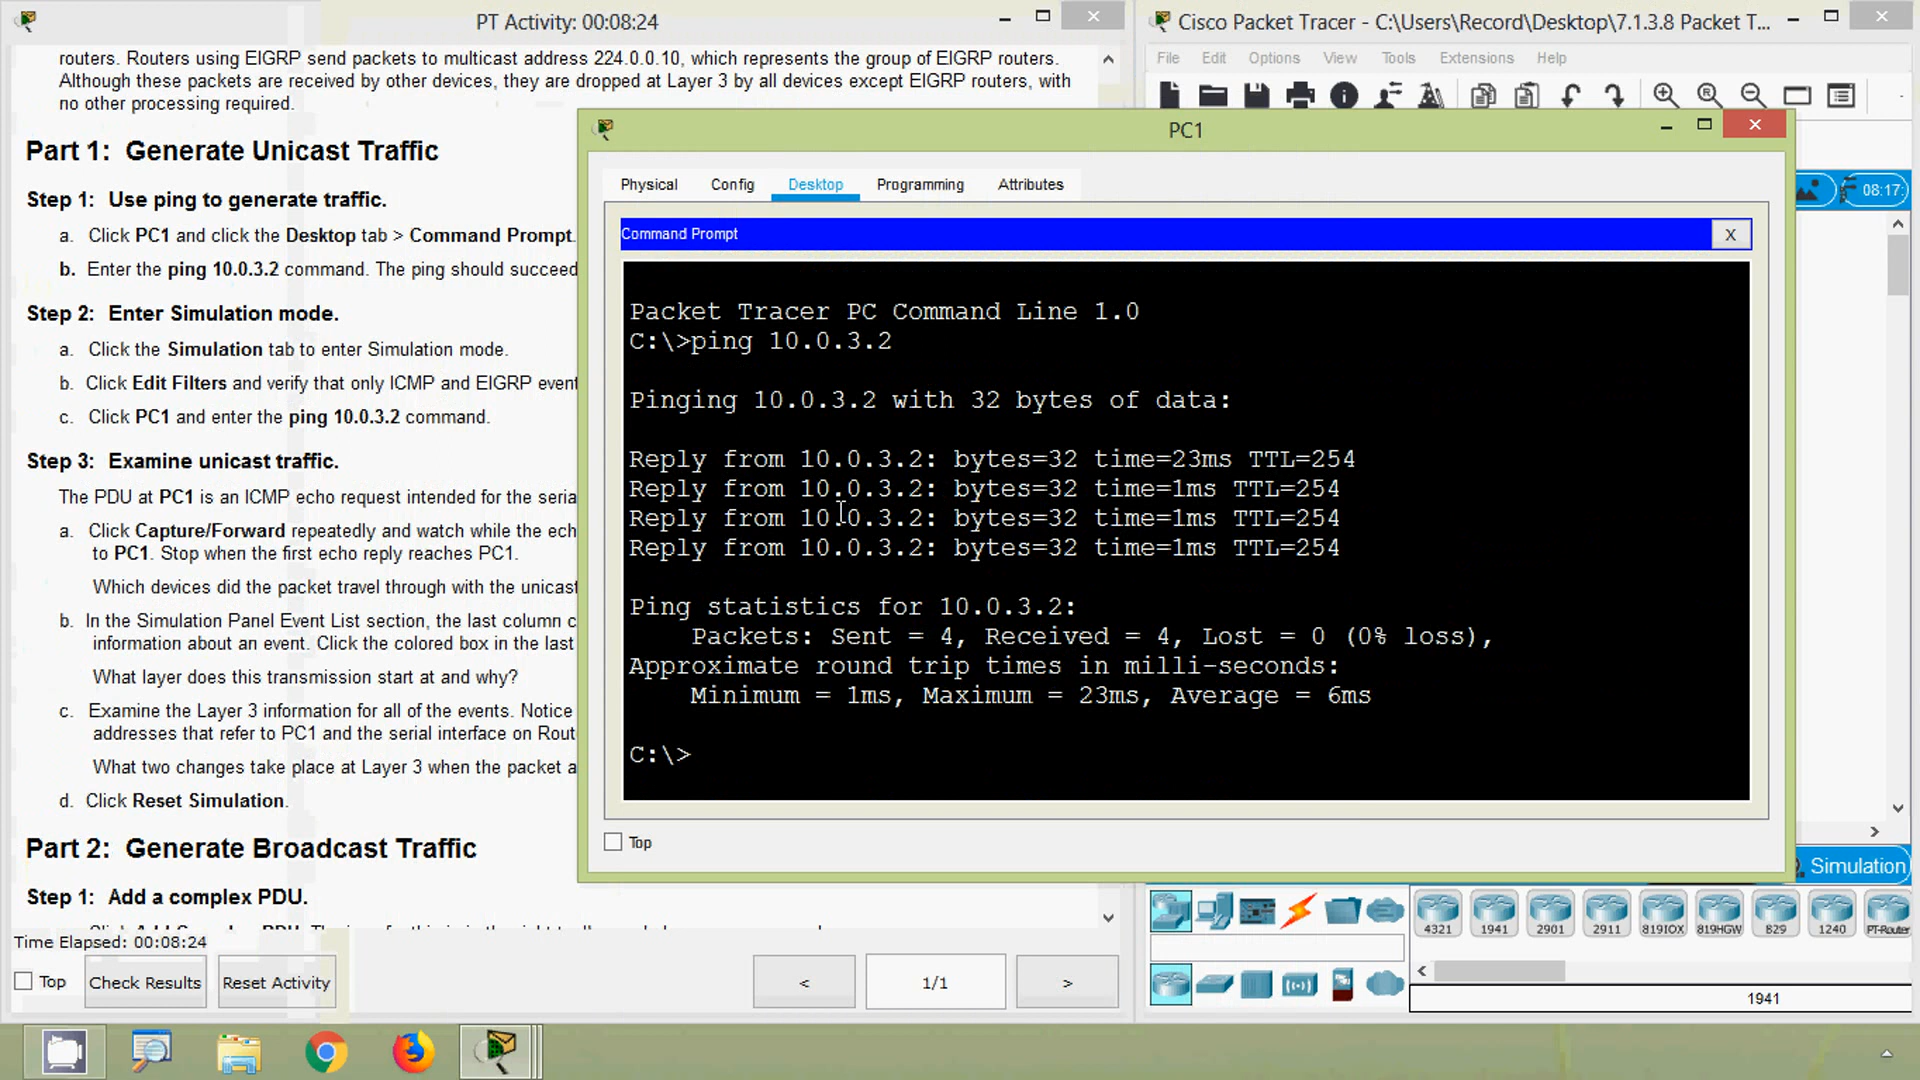 PT Activity: 00:08:24
routers. Routers using EIGRP send packets to multicast address 224.0.0.10, which represents the group of EIGRP routers.
Although these packets are received by other devices, they are dropped at Layer 3 by all devices except EIGRP routers, with
no other processing required.
Part 1: Generate Unicast Traffic
Step 1: Use ping to generate traffic.
a. Click PC1 and click the Desktop tab > Command Prompt.
b. Enter the ping 10.0.3.2 command. The ping should succeed
Step 2: Enter Simulation mode.
a. Click the Simulation tab to enter Simulation mode.
b. Click Edit Filters and verify that only ICMP and EIGRP event
c. Click PC1 and enter the ping 10.0.3.2 command.
Step 3: Examine unicast traffic.
The PDU at PC1 is an ICMP echo request intended for the seria
a. Click Capture/Forward repeatedly and watch while the ech
to PC1. Stop when the first echo reply reaches PC1.
Which devices did the packet travel through with the unicast
b. In the Simulation Panel Event List section, the last column c
information about an event. Click the colored box in the last
What layer does this transmission start at and why?
c. Examine the Layer 3 information for all of the events. Notice
addresses that refer to PC1 and the serial interface on Rout
What two changes take place at Layer 3 when the packet a
d. Click Reset Simulation.
Part 2: Generate Broadcast Traffic
Step 1: Add a complex PDU.
Time Elapsed: 00:08:24
Top
Check Results
Reset Activity
<
1/1
>
Cisco Packet Tracer - C:\Users\Record\Desktop\7.1.3.8 Packet T...
File Edit Options View Tools Extensions Help
08:17:
PC1
Physical Config Desktop Programming Attributes
Command Prompt
X
Packet Tracer PC Command Line 1.0
C:\>ping 10.0.3.2
Pinging 10.0.3.2 with 32 bytes of data:
Reply from 10.0.3.2: bytes=32 time=23ms TTL=254
Reply from 10.0.3.2: bytes=32 time=1ms TTL=254
Reply from 10.0.3.2: bytes=32 time=1ms TTL=254
Reply from 10.0.3.2: bytes=32 time=1ms TTL=254
Ping statistics for 10.0.3.2:
Packets: Sent = 4, Received = 4, Lost = 0 (0% loss),
Approximate round trip times in milli-seconds:
Minimum = 1ms, Maximum = 23ms, Average = 6ms
C:\>
Top
Simulation
4321 1941 2901 2911 819IOX 819HGW 829 1240 PT-Router
1941